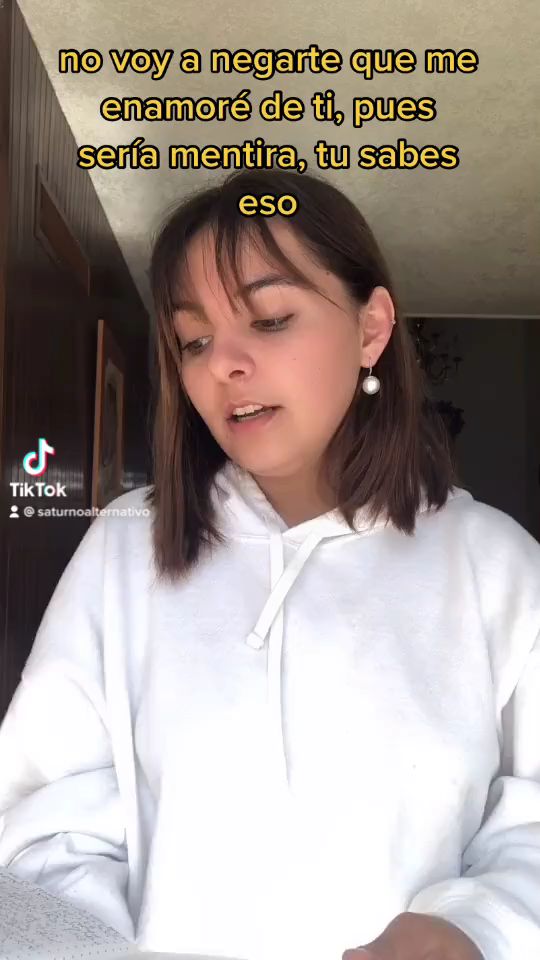 no voy a negarte que me
enamoré de ti, pues
sería mentira, tu sabes
eso
TikTok
@ saturnoalternativo